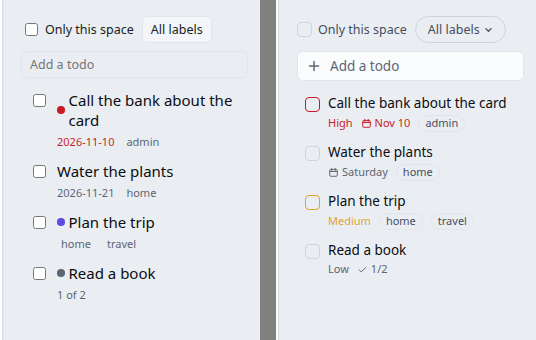 Only this space All labels
Add a todo
Call the bank about the
card
2026-11-10 admin
Water the plants
2026-11-21 home
Plan the trip
home travel
Read a book
1 of 2
Only this space All labels
Add a todo
Call the bank about the card
High Nov 10 admin
Water the plants
Saturday home
Plan the trip
Medium home travel
Read a book
Low 1/2